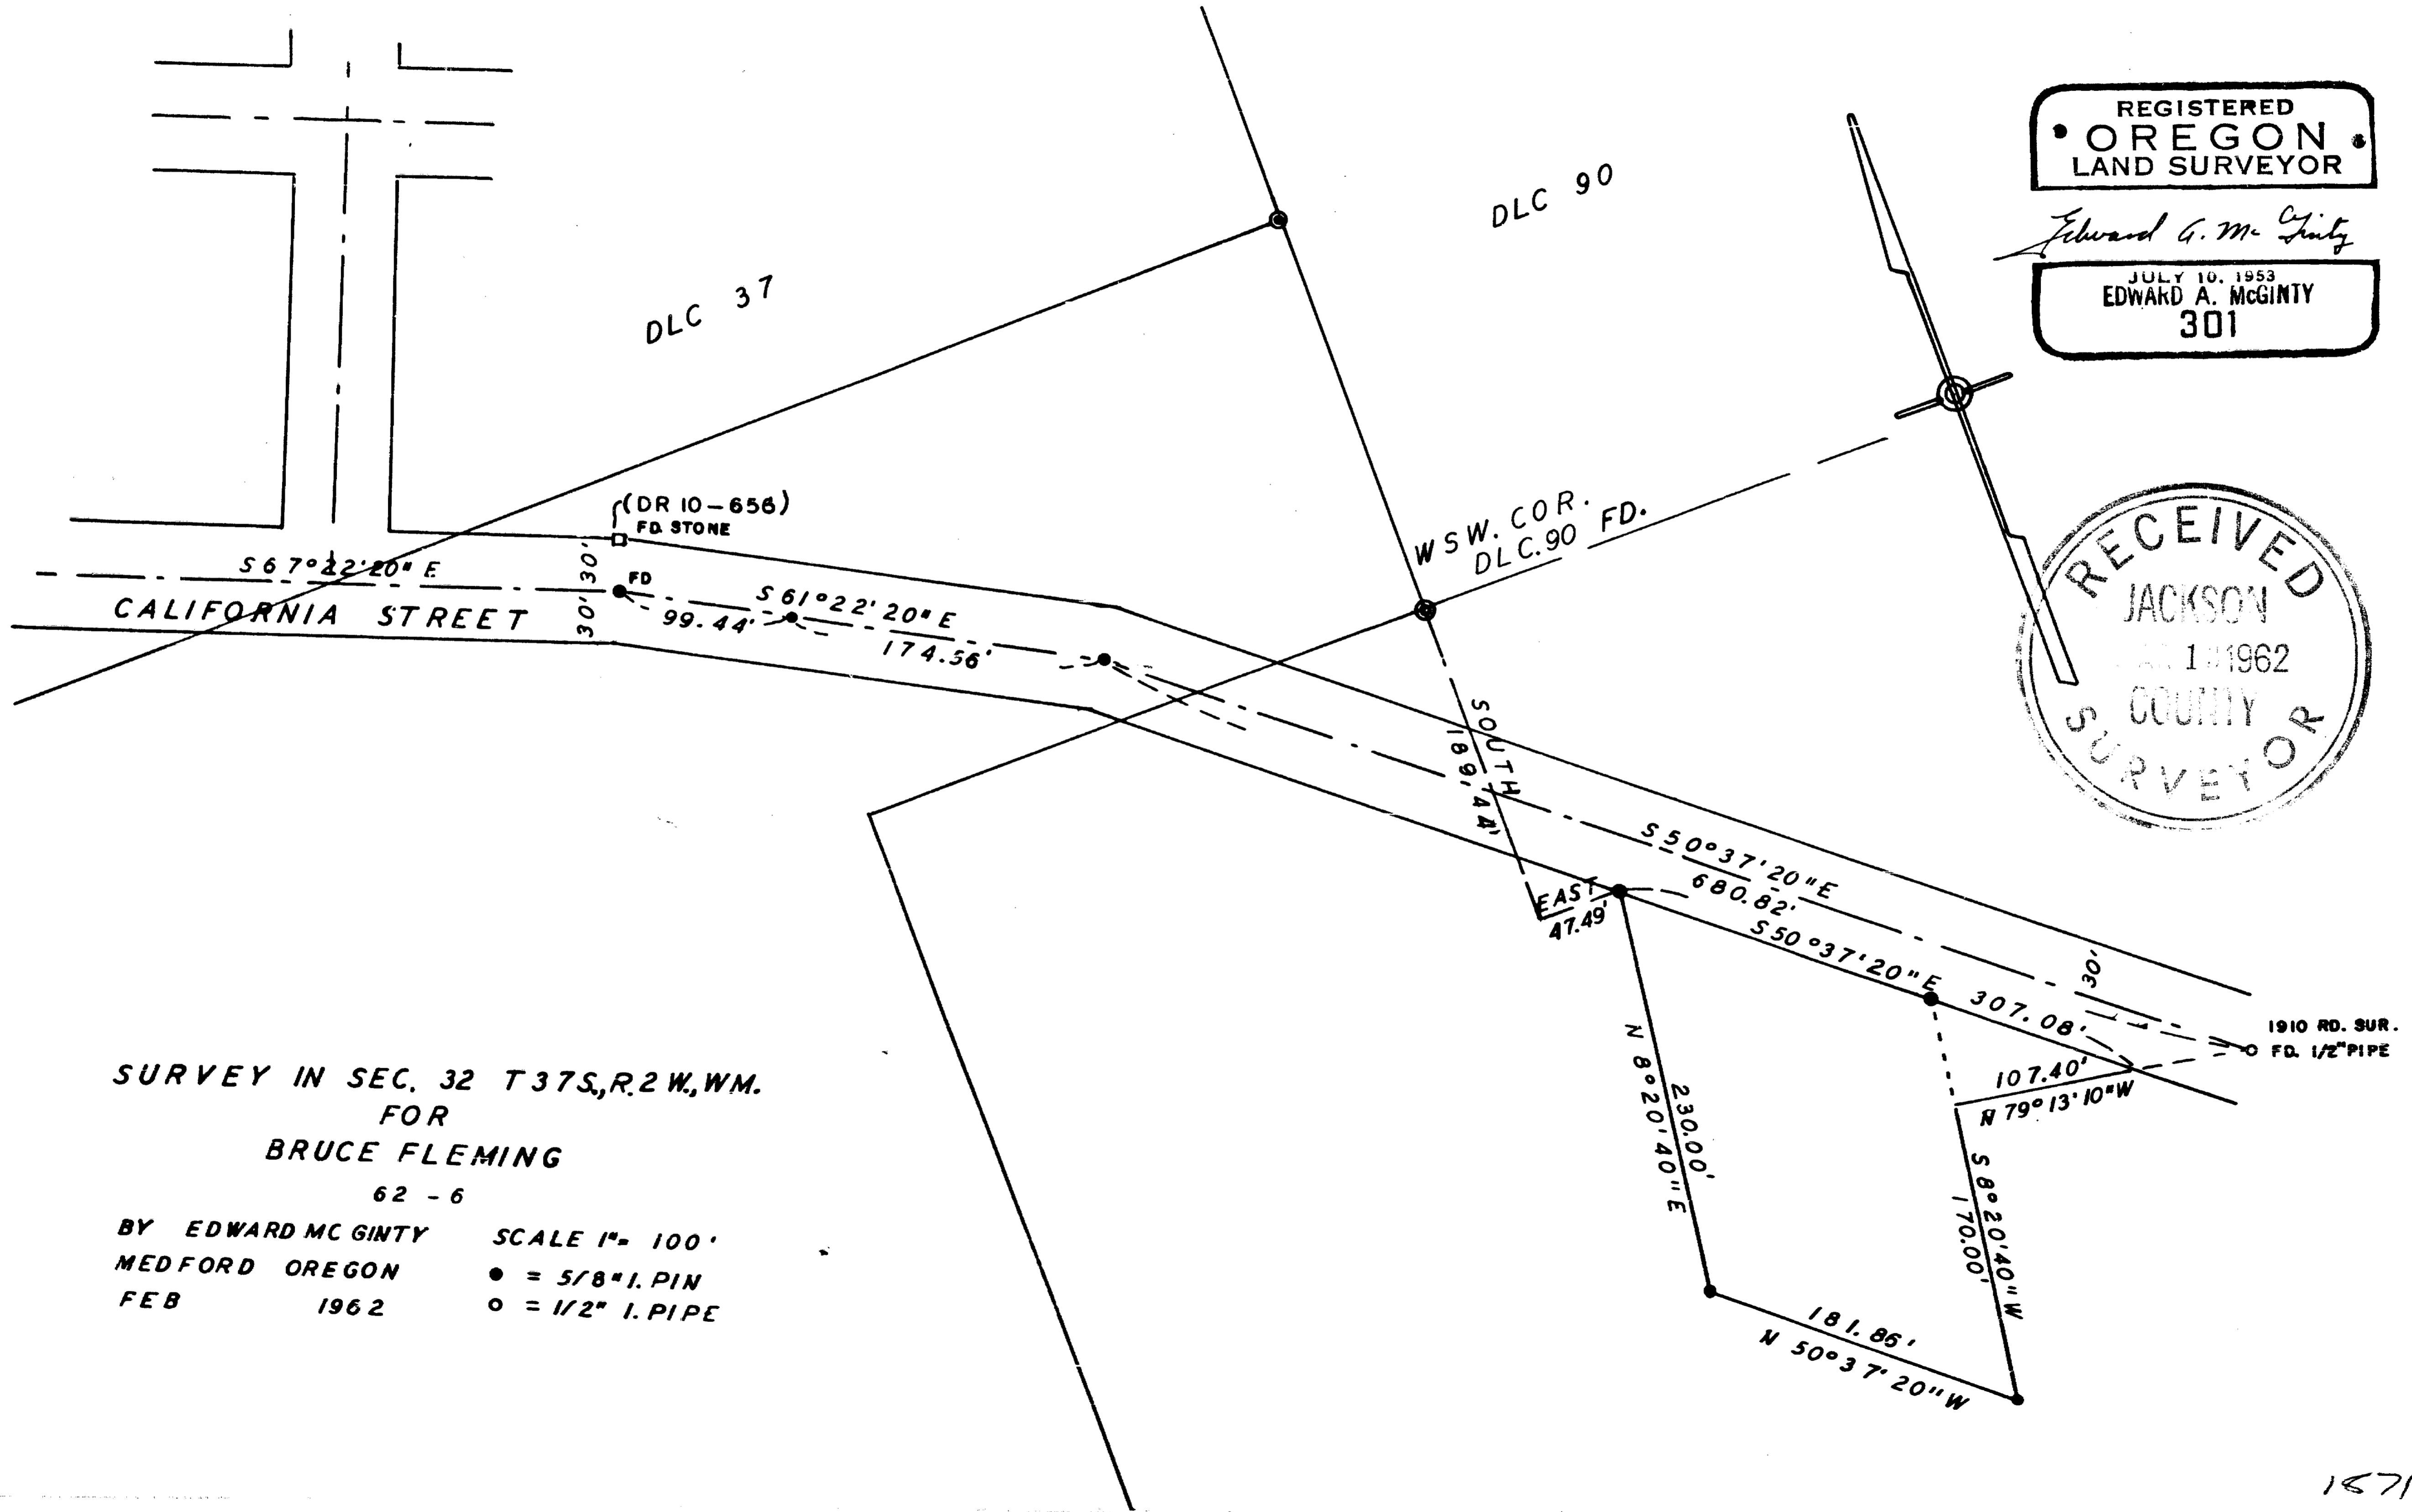 REGISTERED
OREGON
LAND SURVEYOR
Edward A. McGinty
JULY 10, 1953
EDWARD A. McGINTY
301
DLC 90
DLC 37
(DR 10-656)
FD. STONE
WSW. COR.
DLC.90 FD.
RECEIVED
JACKSON
1 1962
COUNTY
SURVEYOR
S 67°22'20" E
CALIFORNIA STREET
30'
30'
FD
99.44'
S 61°22'20" E
174.56'
SOUTH
189.44'
EAST
47.49'
S 50°37'20" E
680.82'
S 50°37'20" E
307.08'
30'
1910 RD. SUR.
FD. 1/2" PIPE
107.40'
N 79°13'10" W
N 8°20'40" E
230.00'
S 8°20'40" W
170.00'
181.86'
N 50°37'20" W
SURVEY IN SEC. 32 T37S., R.2W., WM.
FOR
BRUCE FLEMING
62 - 6
BY EDWARD MC GINTY SCALE 1"= 100'
MEDFORD OREGON ● = 5/8" I. PIN
FEB 1962 o = 1/2" I. PIPE
1571